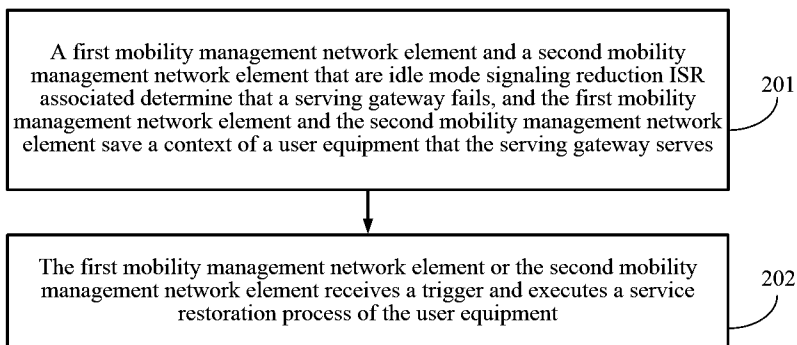 A first mobility management network element and a second mobility
management network element that are idle mode signaling reduction ISR
associated determine that a serving gateway fails, and the first mobility
management network element and the second mobility management network
element save a context of a user equipment that the serving gateway serves
201
The first mobility management network element or the second mobility
management network element receives a trigger and executes a service
restoration process of the user equipment
202